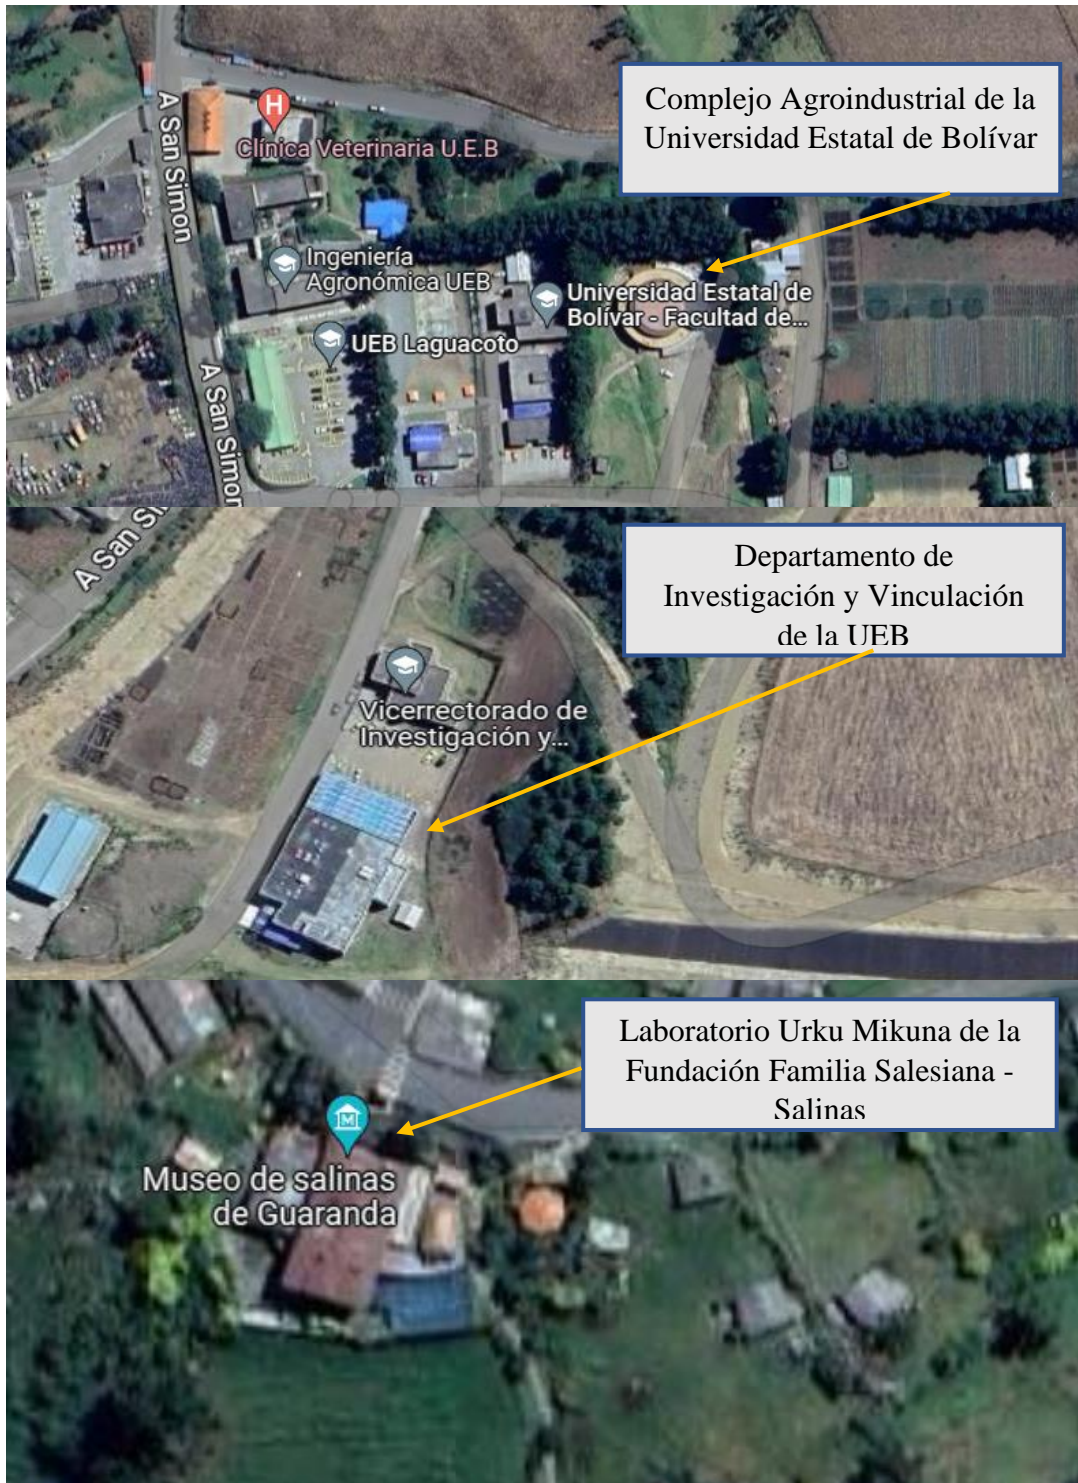 Complejo Agroindustrial de la
Universidad Estatal de Bolívar
A San Simon
H
Clínica Veterinaria U.E.B
Ingeniería
Agronómica UEB
Universidad Estatal de
Bolívar - Facultad de...
UEB Laguacoto
A San Simon
Departamento de
Investigación y Vinculación
de la UEB
A San Si
Vicerrectorado de
Investigación y...
Laboratorio Urku Mikuna de la
Fundación Familia Salesiana -
Salinas
M
Museo de salinas
de Guaranda